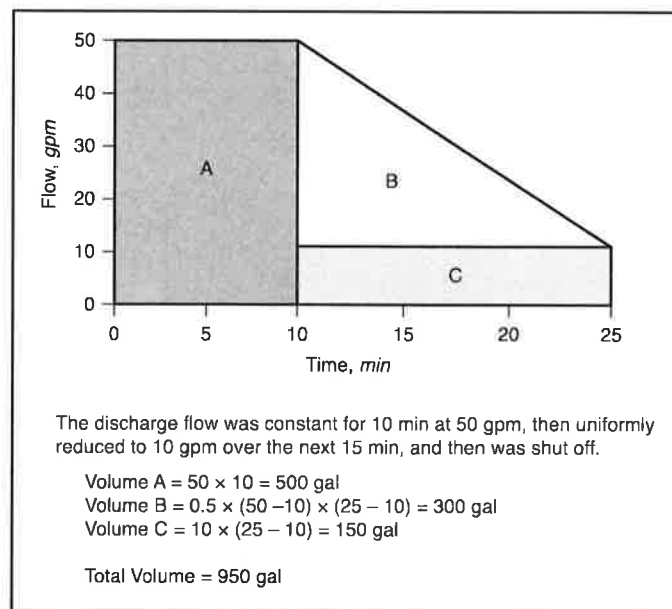 50
40
30
20
10
0
Flow, gpm
A
B
C
0 5 10 15 20 25
Time, min
The discharge flow was constant for 10 min at 50 gpm, then uniformly
reduced to 10 gpm over the next 15 min, and then was shut off.
Volume A = 50 × 10 = 500 gal
Volume B = 0.5 × (50 –10) × (25 – 10) = 300 gal
Volume C = 10 × (25 – 10) = 150 gal
Total Volume = 950 gal